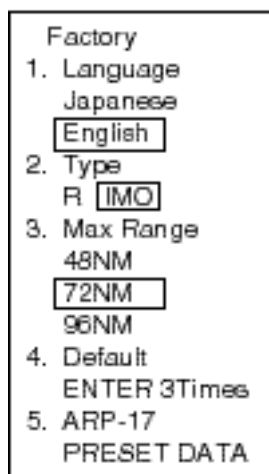 Factory
1. Language
Japanese
English
2. Type
R IMO
3. Max Range
48NM
72NM
96NM
4. Default
ENTER 3Times
5. ARP-17
PRESET DATA